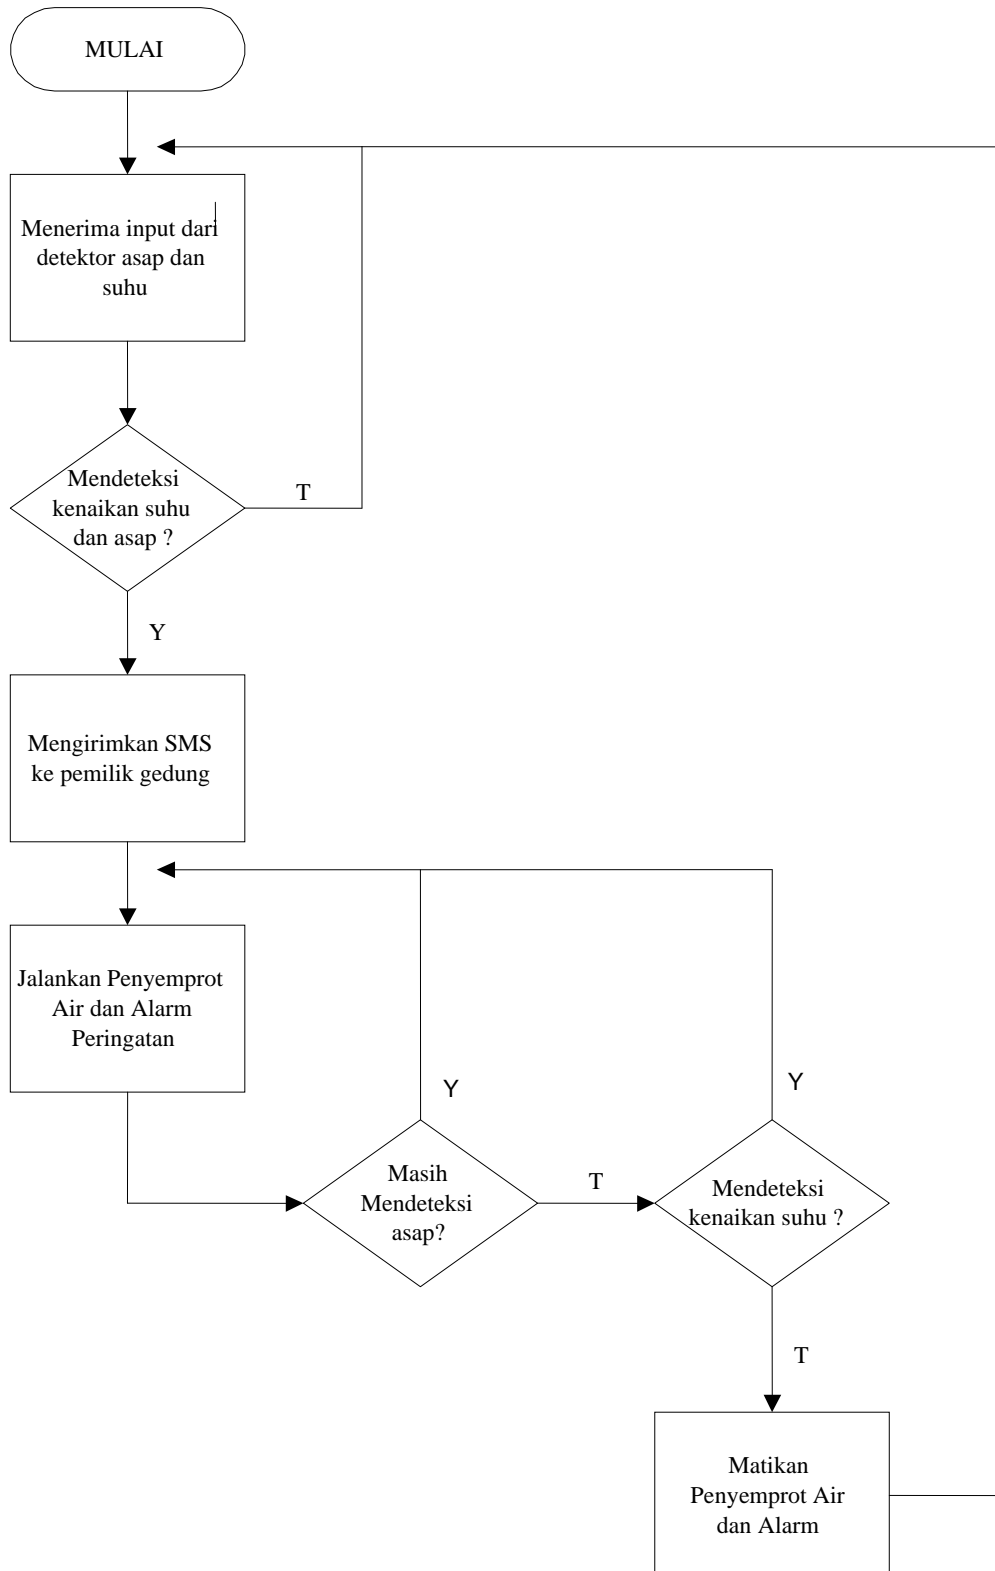 MULAI
Menerima input dari
detektor asap dan
suhu
Mendeteksi
kenaikan suhu
dan asap ?
T
Y
Mengirimkan SMS
ke pemilik gedung
Jalankan Penyemprot
Air dan Alarm
Peringatan
Y
Masih
Mendeteksi
asap?
T
Y
Mendeteksi
kenaikan suhu ?
T
Matikan
Penyemprot Air
dan Alarm